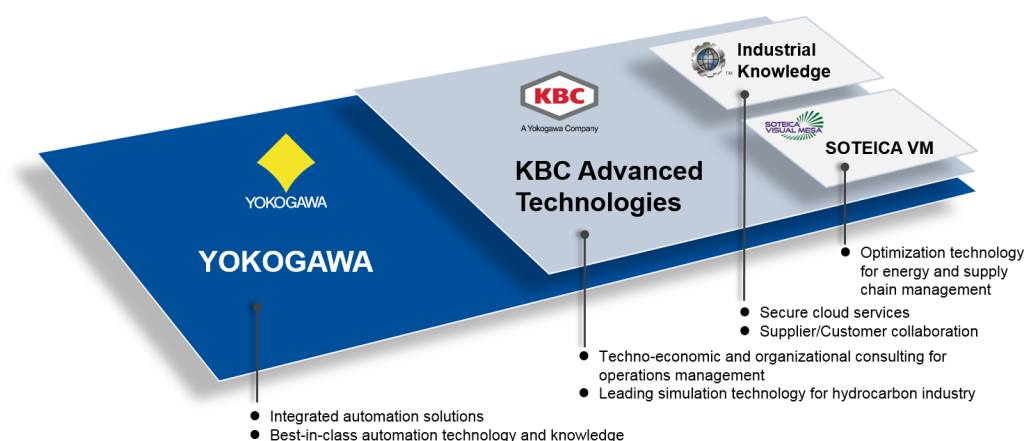 Industrial
Knowledge
TM
KBC
A Yokogawa Company
SOTEICA
VISUAL MESA
SOTEICA VM
KBC Advanced
Technologies
YOKOGAWA
YOKOGAWA
● Optimization technology
for energy and supply
chain management
● Secure cloud services
● Supplier/Customer collaboration
● Techno-economic and organizational consulting for
operations management
● Leading simulation technology for hydrocarbon industry
● Integrated automation solutions
● Best-in-class automation technology and knowledge